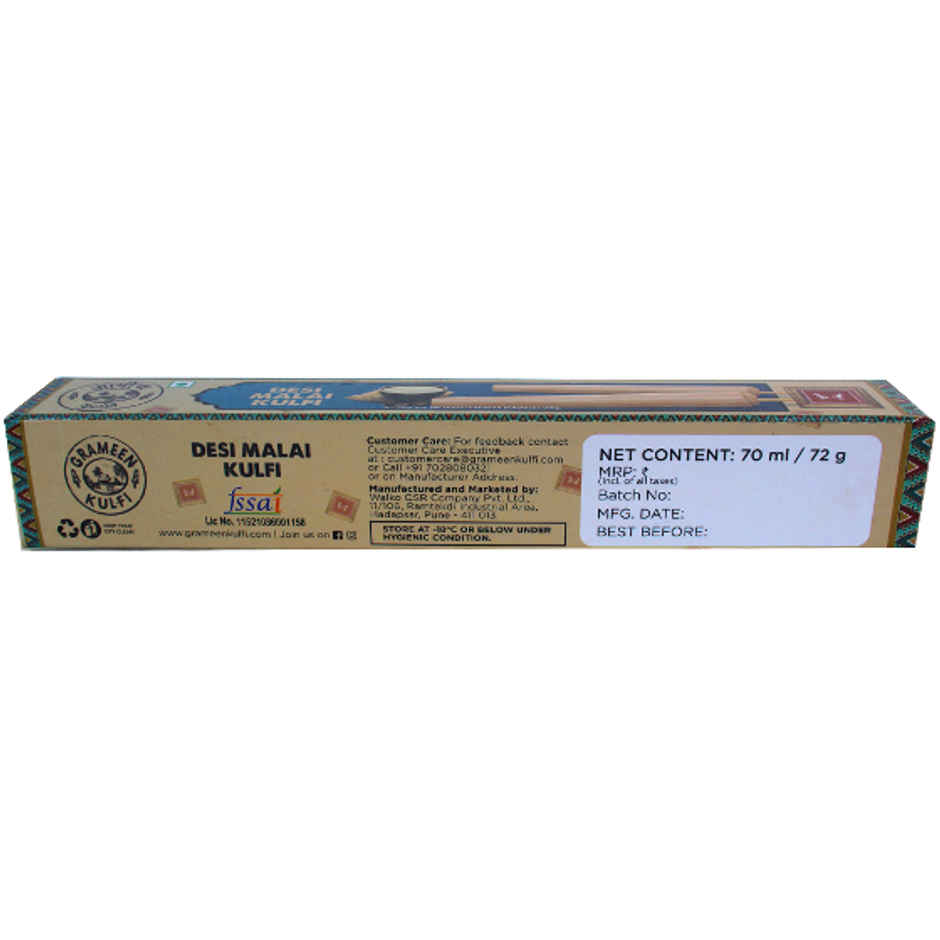 DESI
MALAI
KULFI
GRAMEEN
KULFI
DESI MALAI
KULFI
fssai
Lic No. 11521036001158
www.grameenkulfi.com | Join us on
Customer Care: For feedback contact
Customer Care Executive
at : customercare@grameenkulfi.com
or Call +91 702808032
or on Manufacturer Address.
Manufactured and Marketed by:
Walko CSR Company Pvt. Ltd.,
11/106, Ramtekdi Industrial Area,
Hadapsar, Pune - 411 013.
STORE AT -18°C OR BELOW UNDER
HYGIENIC CONDITION.
NET CONTENT: 70 ml / 72 g
MRP: ₹
(Incl. of all taxes)
Batch No:
MFG. DATE:
BEST BEFORE: